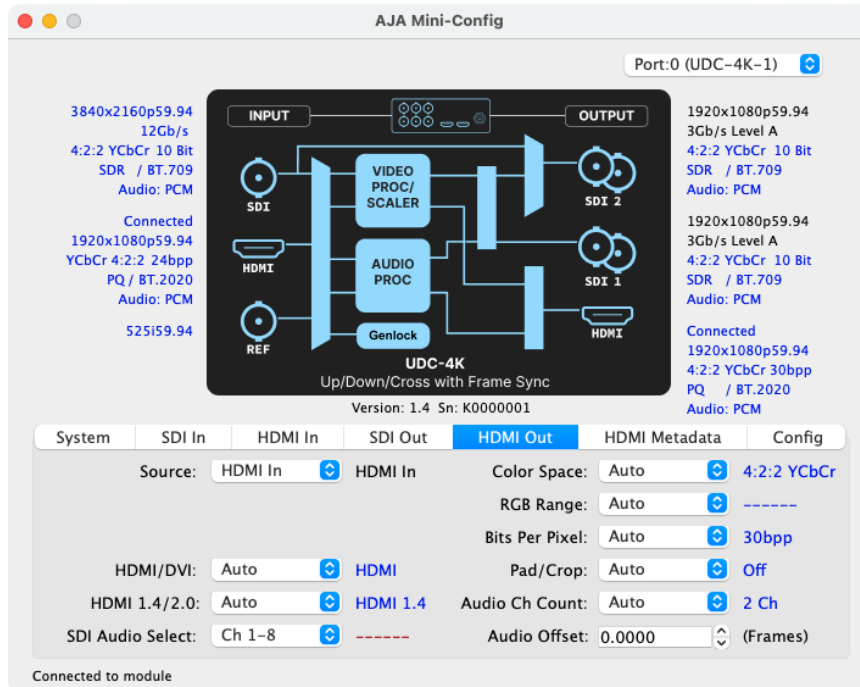 AJA Mini-Config
Port:0 (UDC-4K-1)
3840x2160p59.94
12Gb/s
4:2:2 YCbCr 10 Bit
SDR / BT.709
Audio: PCM
Connected
1920x1080p59.94
YCbCr 4:2:2 24bpp
PQ / BT.2020
Audio: PCM
525i59.94
INPUT
OUTPUT
SDI
HDMI
REF
VIDEO
PROC/
SCALER
AUDIO
PROC
Genlock
SDI 2
SDI 1
HDMI
UDC-4K
Up/Down/Cross with Frame Sync
Version: 1.4 Sn: K0000001
1920x1080p59.94
3Gb/s Level A
4:2:2 YCbCr 10 Bit
SDR / BT.709
Audio: PCM
1920x1080p59.94
3Gb/s Level A
4:2:2 YCbCr 10 Bit
SDR / BT.709
Audio: PCM
Connected
1920x1080p59.94
4:2:2 YCbCr 30bpp
PQ / BT.2020
Audio: PCM
System SDI In HDMI In SDI Out HDMI Out HDMI Metadata Config
Source: HDMI In HDMI In Color Space: Auto 4:2:2 YCbCr
RGB Range: Auto ------
Bits Per Pixel: Auto 30bpp
HDMI/DVI: Auto HDMI Pad/Crop: Auto Off
HDMI 1.4/2.0: Auto HDMI 1.4 Audio Ch Count: Auto 2 Ch
SDI Audio Select: Ch 1-8 ------ Audio Offset: 0.0000 (Frames)
Connected to module